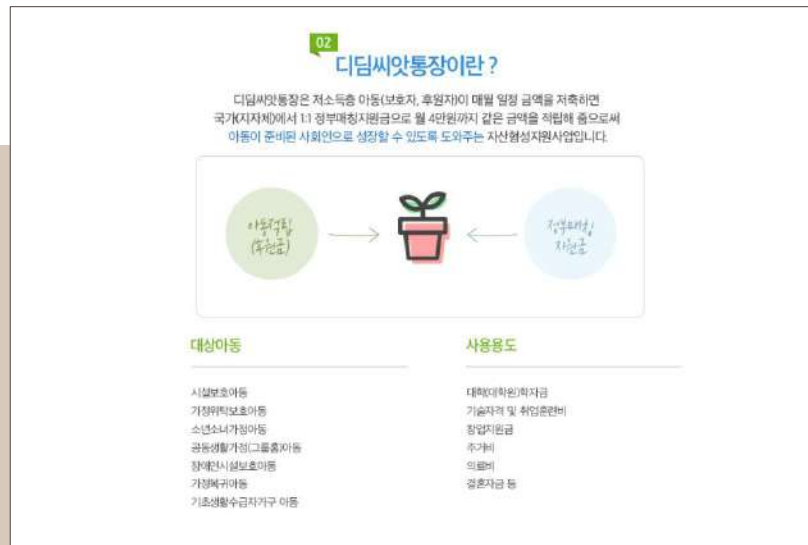 02
디딤씨앗통장이란 ?
디딤씨앗통장은 저소득층 아동(보호자, 후원자)이 매월 일정 금액을 저축하면
국가(지자체)에서 1:1 정부매칭지원금으로 월 4만원까지 같은 금액을 적립해 줌으로써
아동이 준비된 사회인으로 성장할 수 있도록 도와주는 자산형성지원사업입니다.
아동적립
(후원금)
정부매칭
지원금
대상아동
사용용도
시설보호아동
가정위탁보호아동
소년소녀가정아동
공동생활가정(그룹홈)아동
장애인시설보호아동
가정복귀아동
기초생활수급자가구 아동
대학(대학원)학자금
기술자격 및 취업훈련비
창업지원금
주거비
의료비
결혼자금 등